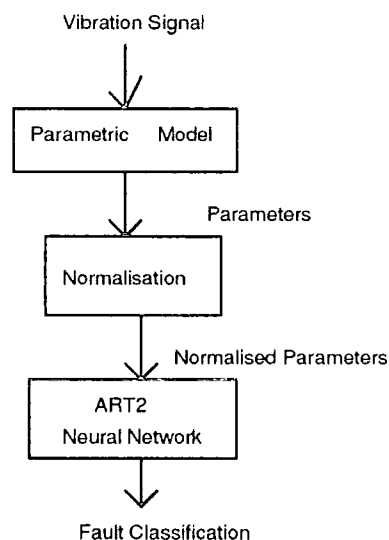 Vibration Signal
Parametric Model
Parameters
Normalisation
Normalised Parameters
ART2
Neural Network
Fault Classification